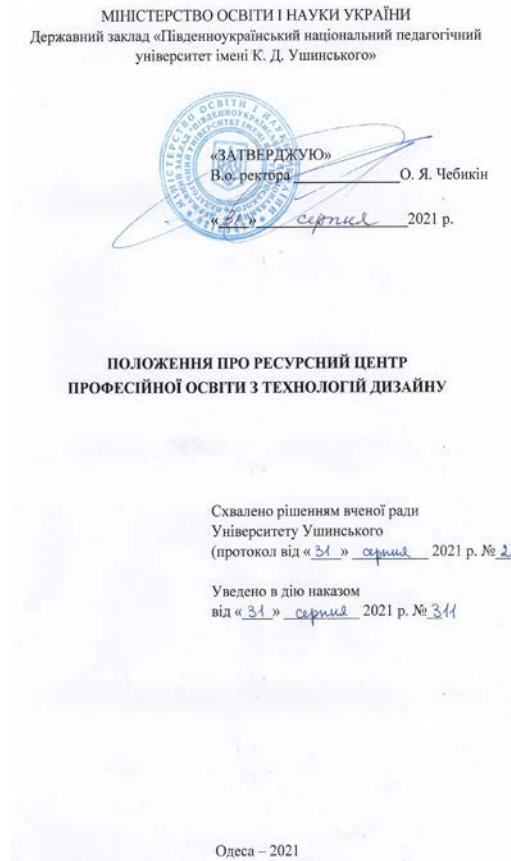 МІНІСТЕРСТВО ОСВІТИ І НАУКИ УКРАЇНИ
Державний заклад «Південноукраїнський національний педагогічний
університет імені К. Д. Ушинського»
«ЗАТВЕРДЖУЮ»
В.о. ректора ______________ О. Я. Чебикін
«31» серпня 2021 р.
ПОЛОЖЕННЯ ПРО РЕСУРСНИЙ ЦЕНТР
ПРОФЕСІЙНОЇ ОСВІТИ З ТЕХНОЛОГІЙ ДИЗАЙНУ
Схвалено рішенням вченої ради
Університету Ушинського
(протокол від «31» серпня 2021 р. № 2
Уведено в дію наказом
від «31» серпня 2021 р. № 311
Одеса – 2021